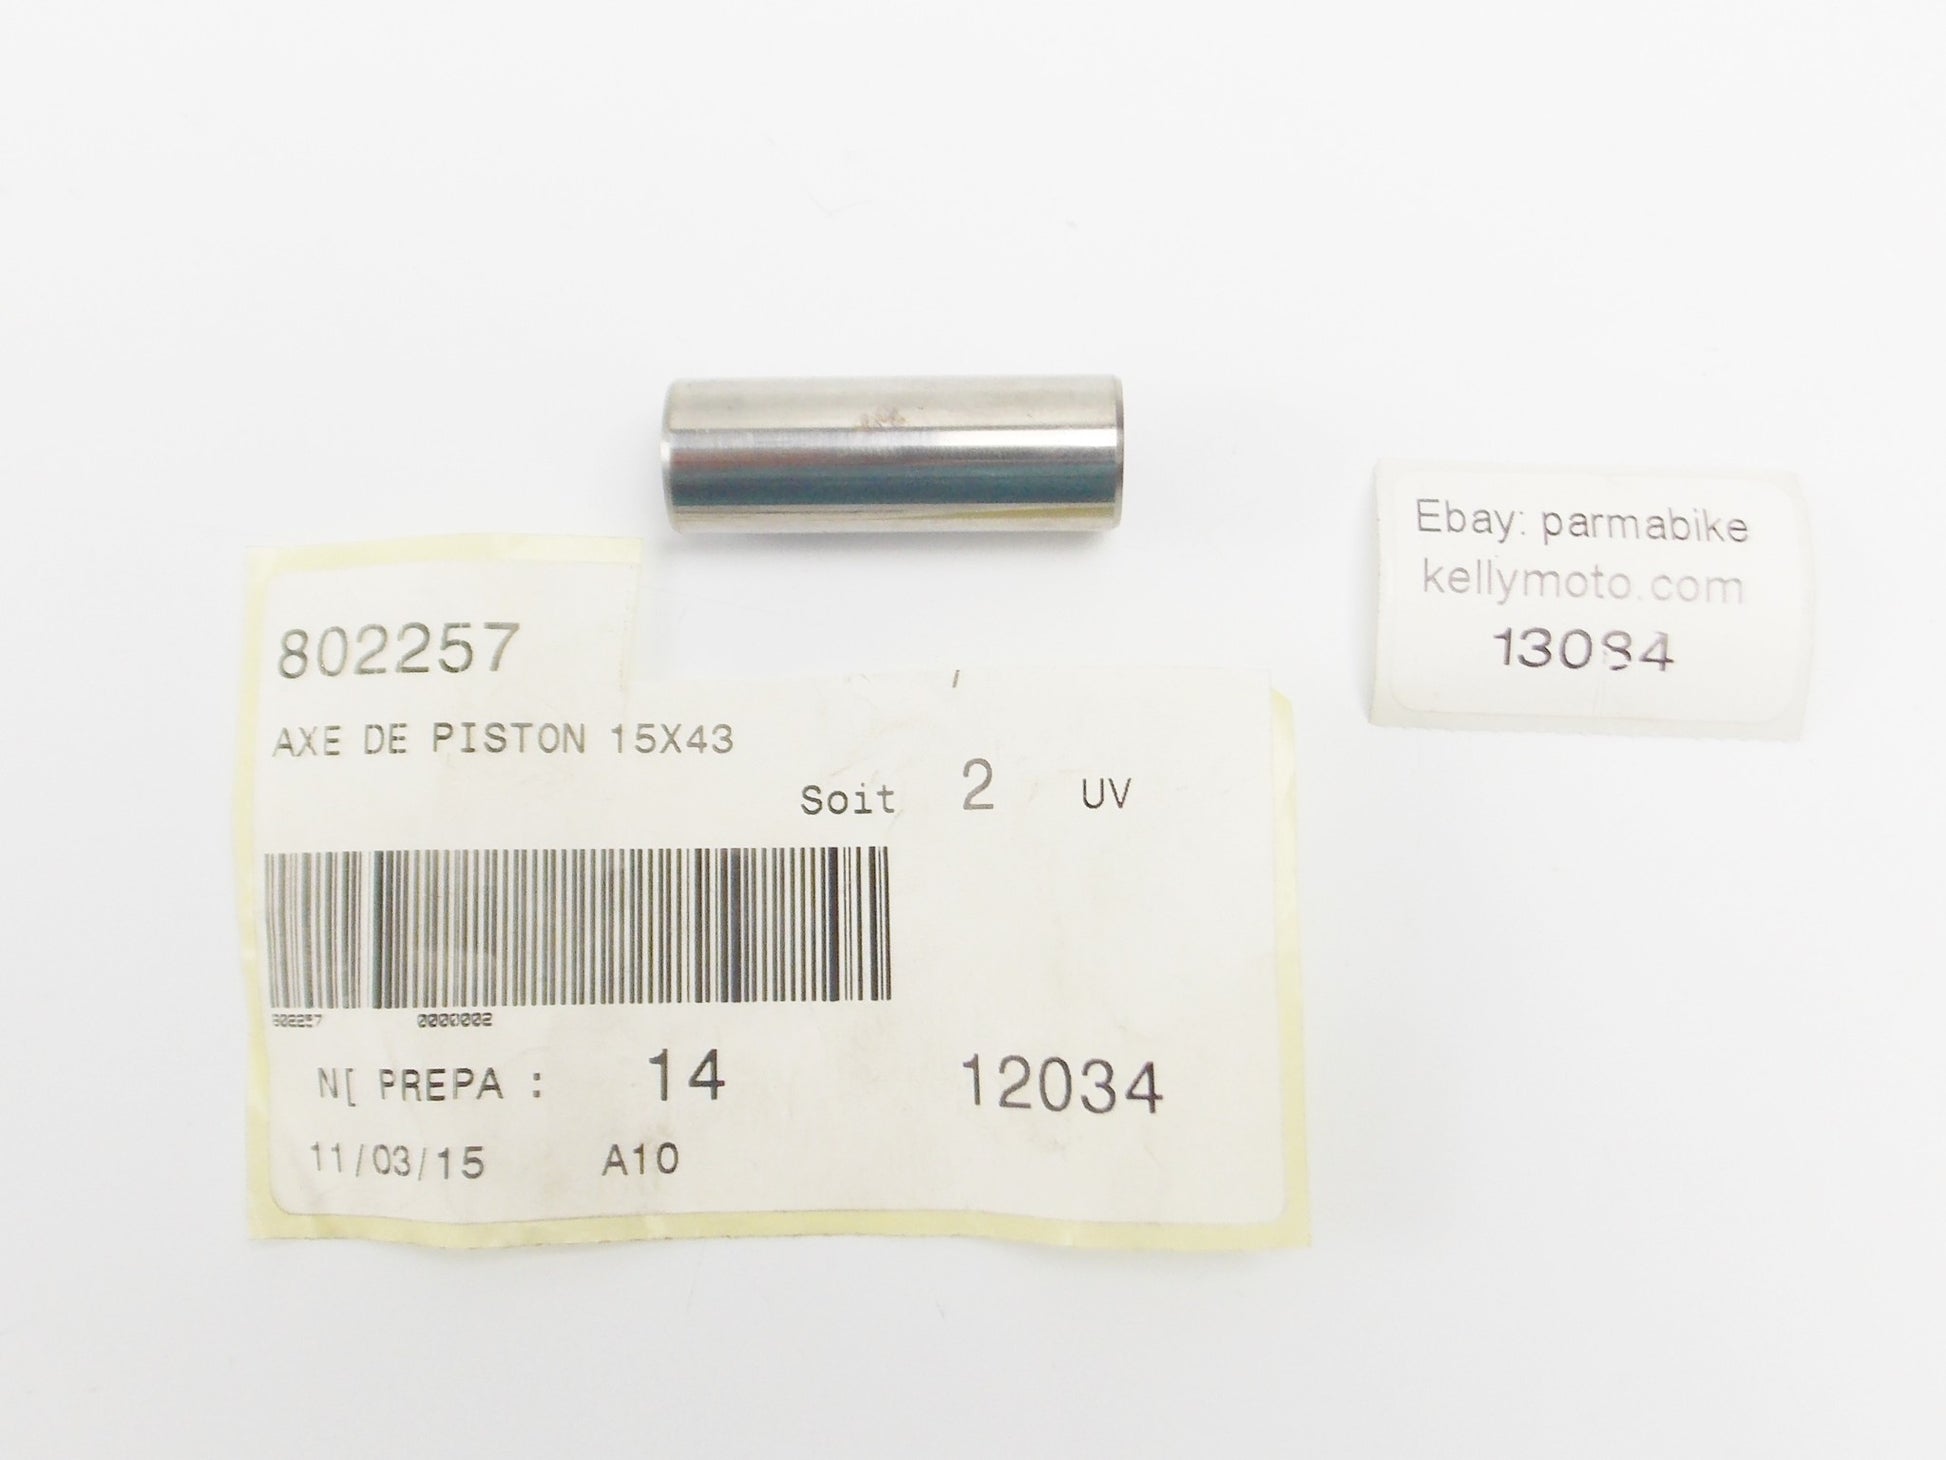 Ebay: parmabike
kellymoto.com
13084
802257
AXE DE PISTON 15X43
Soit 2 UV
802257 0000002
N[ PREPA : 14 12034
11/03/15 A10